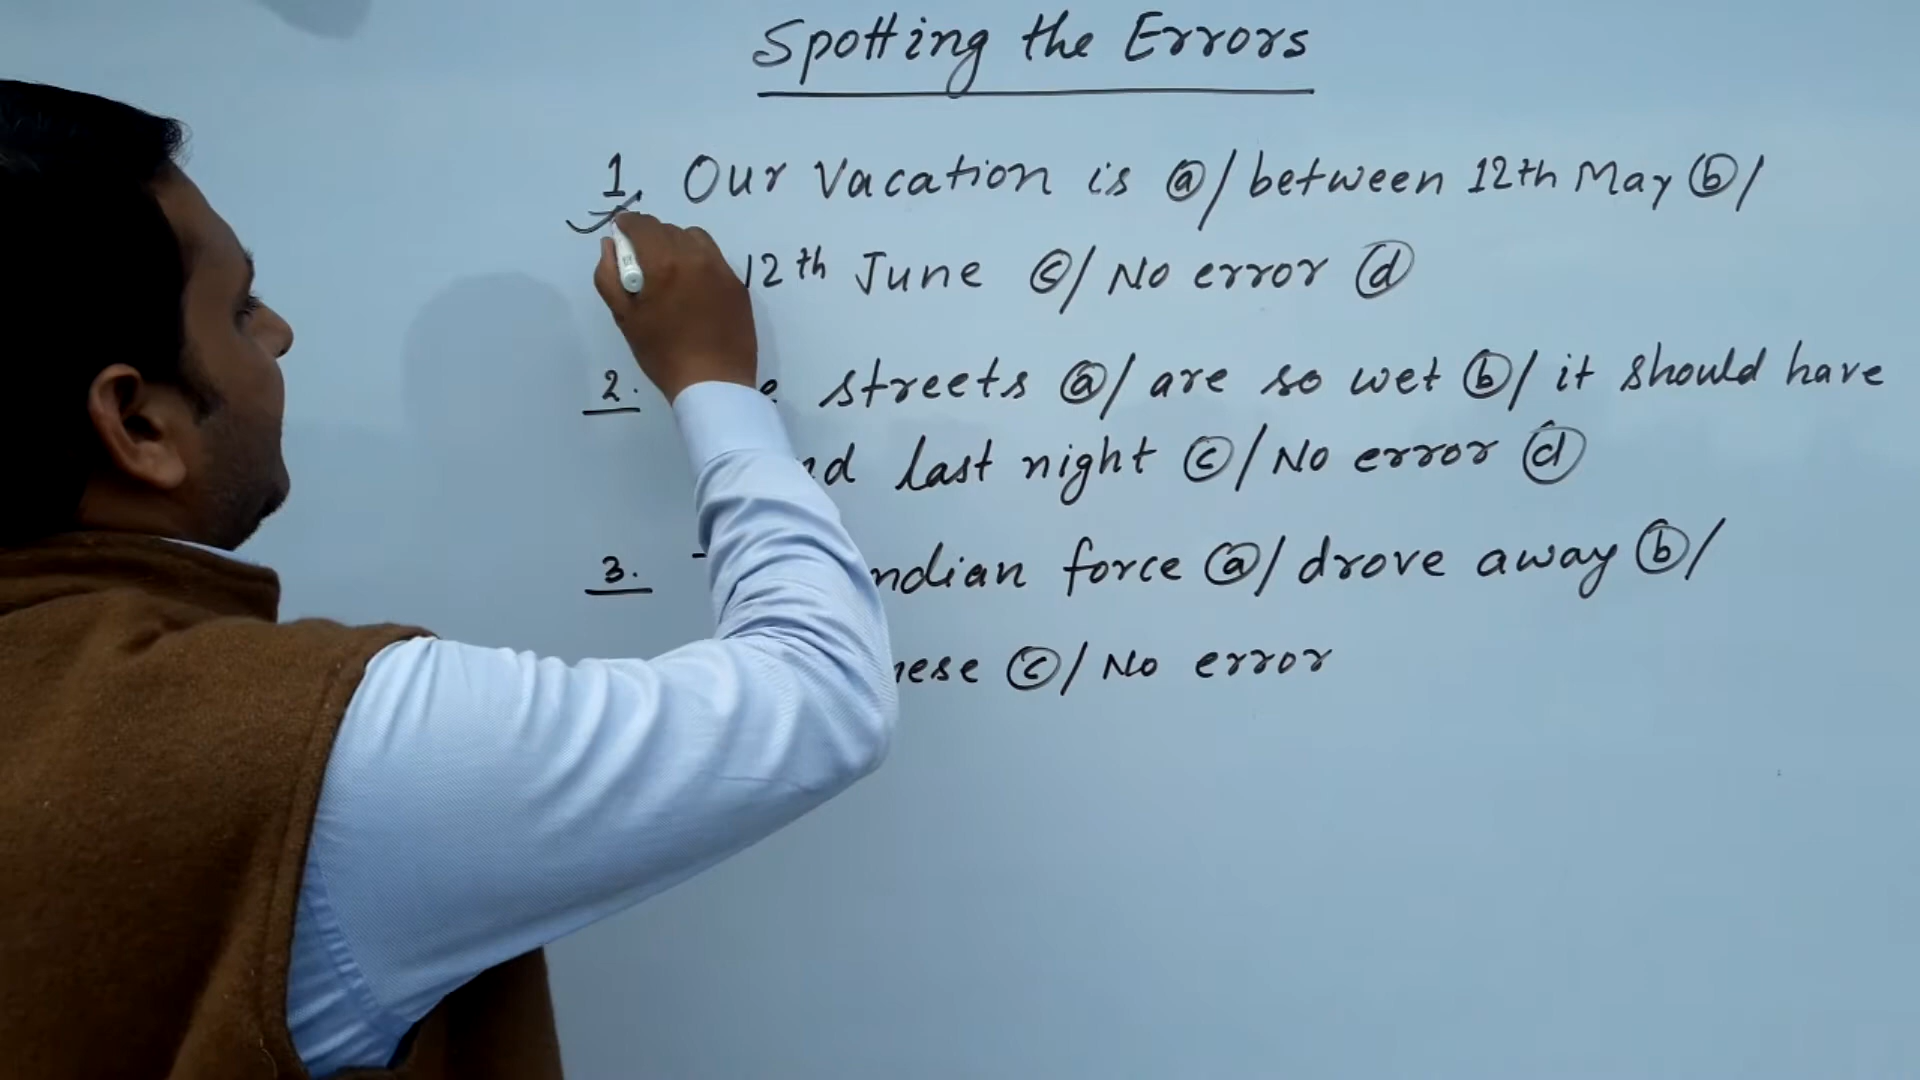 Spotting the Errors
1. Our Vacation is (a)/ between 12th May (b)/
12th June (c)/ No error (d)
2. streets (a)/ are so wet (b)/ it should have
last night (c)/ No error (d)
3. force (a)/ drove away (b)/
(c)/ No error